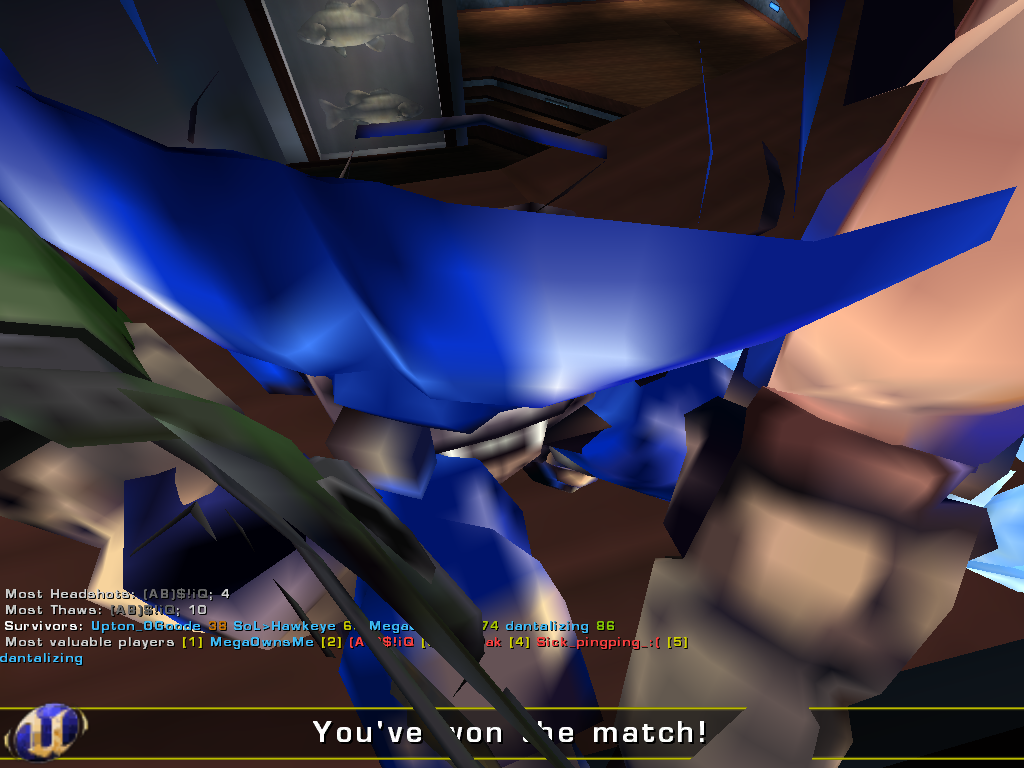 Most Headshots: (AB)$!iQ; 4
Most Thaws: (AB)$!iQ; 10
Survivors: Upton_OGoode 38 SoL-Hawkeye 6 74 dantalizing 86
Most valuable players [1] MegaOwnsMe [2] [4] Sick_pingping_:( [5]
dantalizing
You've won the match!